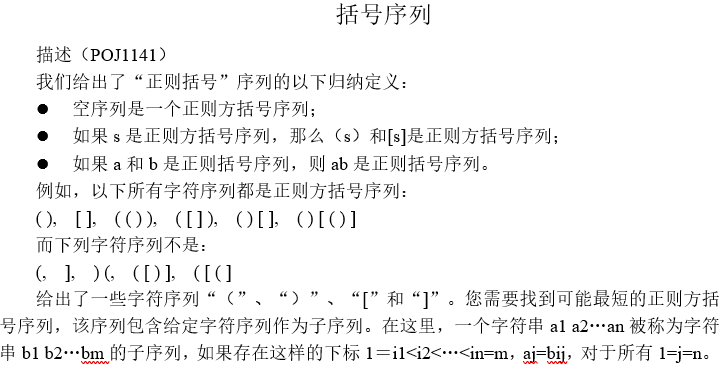 括号序列
描述（POJ1141）
我们给出了“正则括号”序列的以下归纳定义：
● 空序列是一个正则方括号序列；
● 如果 s 是正则方括号序列，那么（s）和[s]是正则方括号序列；
● 如果 a 和 b 是正则括号序列，则 ab 是正则括号序列。
例如，以下所有字符序列都是正则方括号序列：
( ), [ ], ( ( ) ), ( [ ] ), ( ) [ ], ( ) [ ( ) ]
而下列字符序列不是：
(, ], ) (, ( [ ) ], ( [ ( ]
给出了一些字符序列“（”、“）”、“[”和“]”。您需要找到可能最短的正则方括
号序列，该序列包含给定字符序列作为子序列。在这里，一个字符串 a1 a2…an 被称为字符
串 b1 b2…bm 的子序列，如果存在这样的下标 1＝i1<i2<…<in=m，aj=bij，对于所有 1=j=n。